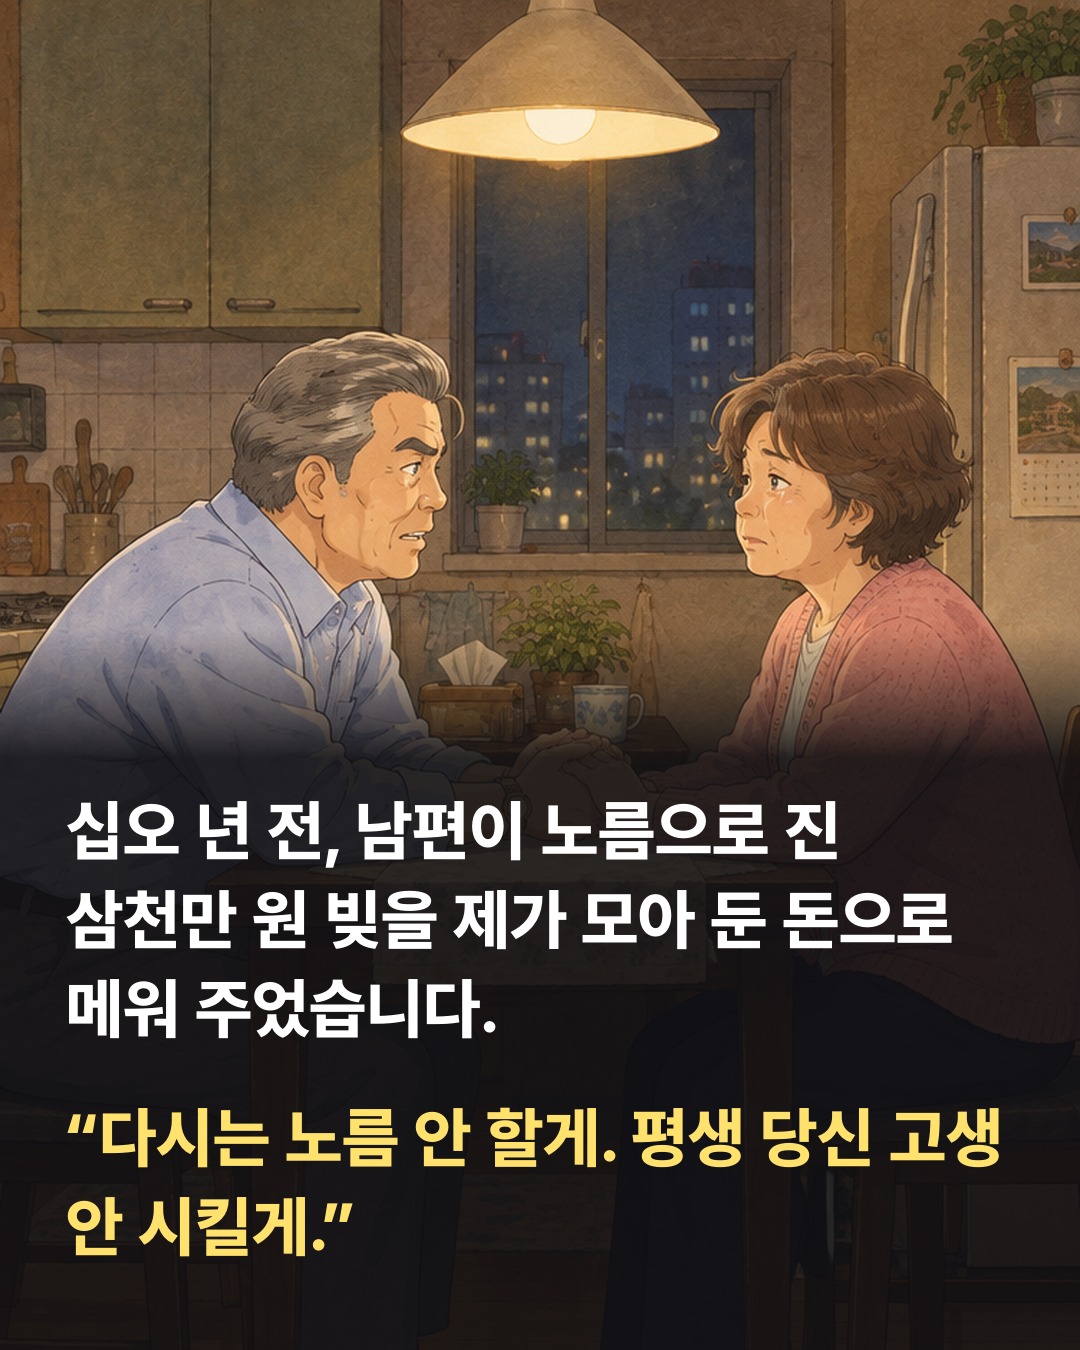 십오 년 전, 남편이 노름으로 진
삼천만 원 빚을 제가 모아 둔 돈으로
메워 주었습니다.
“다시는 노름 안 할게. 평생 당신 고생
안 시킬게.”